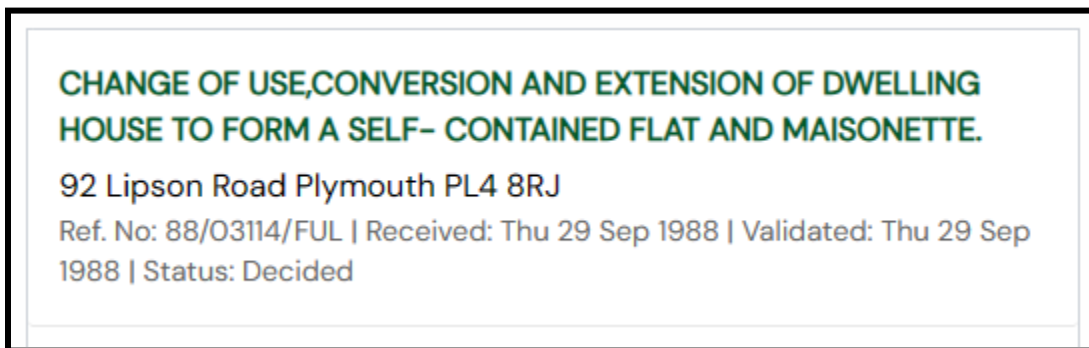 CHANGE OF USE,CONVERSION AND EXTENSION OF DWELLING
HOUSE TO FORM A SELF- CONTAINED FLAT AND MAISONETTE.
92 Lipson Road Plymouth PL4 8RJ
Ref. No: 88/03114/FUL | Received: Thu 29 Sep 1988 | Validated: Thu 29 Sep
1988 | Status: Decided